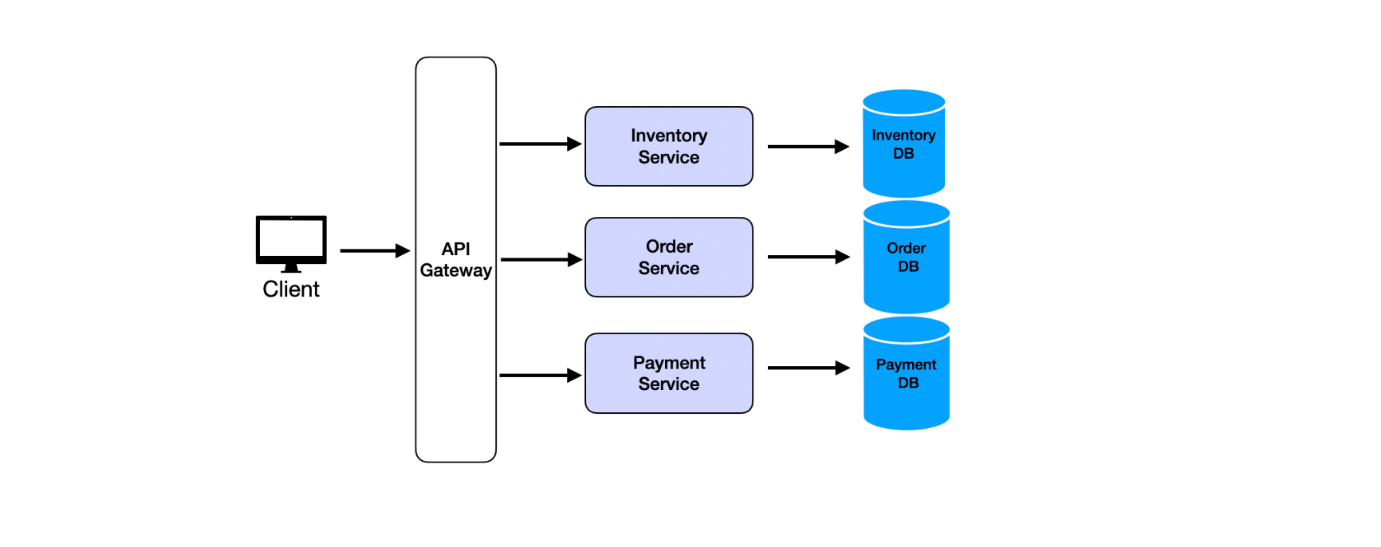 Client
API
Gateway
Inventory
Service
Order
Service
Payment
Service
Inventory
DB
Order
DB
Payment
DB